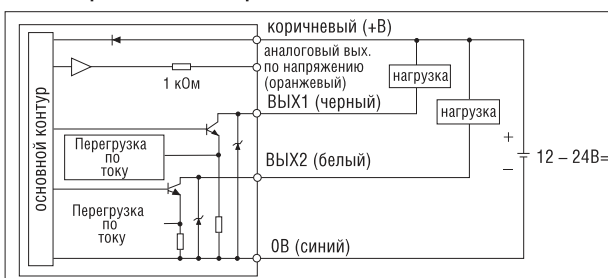 коричневый (+В)
аналоговый вых.
по напряжению
(оранжевый)
1 кОм
нагрузка
ВЫХ1 (черный)
нагрузка
основной контур
Перегрузка
по
току
ВЫХ2 (белый)
+
12 – 24В=
–
Перегрузка
по
току
0В (синий)